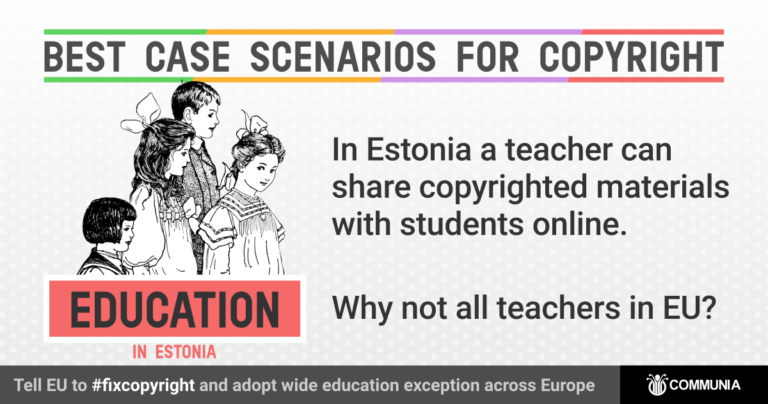 BEST CASE SCENARIOS FOR COPYRIGHT
In Estonia a teacher can
share copyrighted materials
with students online.
Why not all teachers in EU?
EDUCATION
IN ESTONIA
Tell EU to #fixcopyright and adopt wide education exception across Europe
COMMUNIA